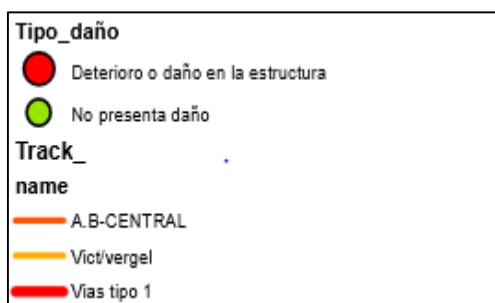 Tipo_daño
Deterioro o daño en la estructura
No presenta daño
Track_
name
A.B-CENTRAL
Vict/vergel
Vias tipo 1